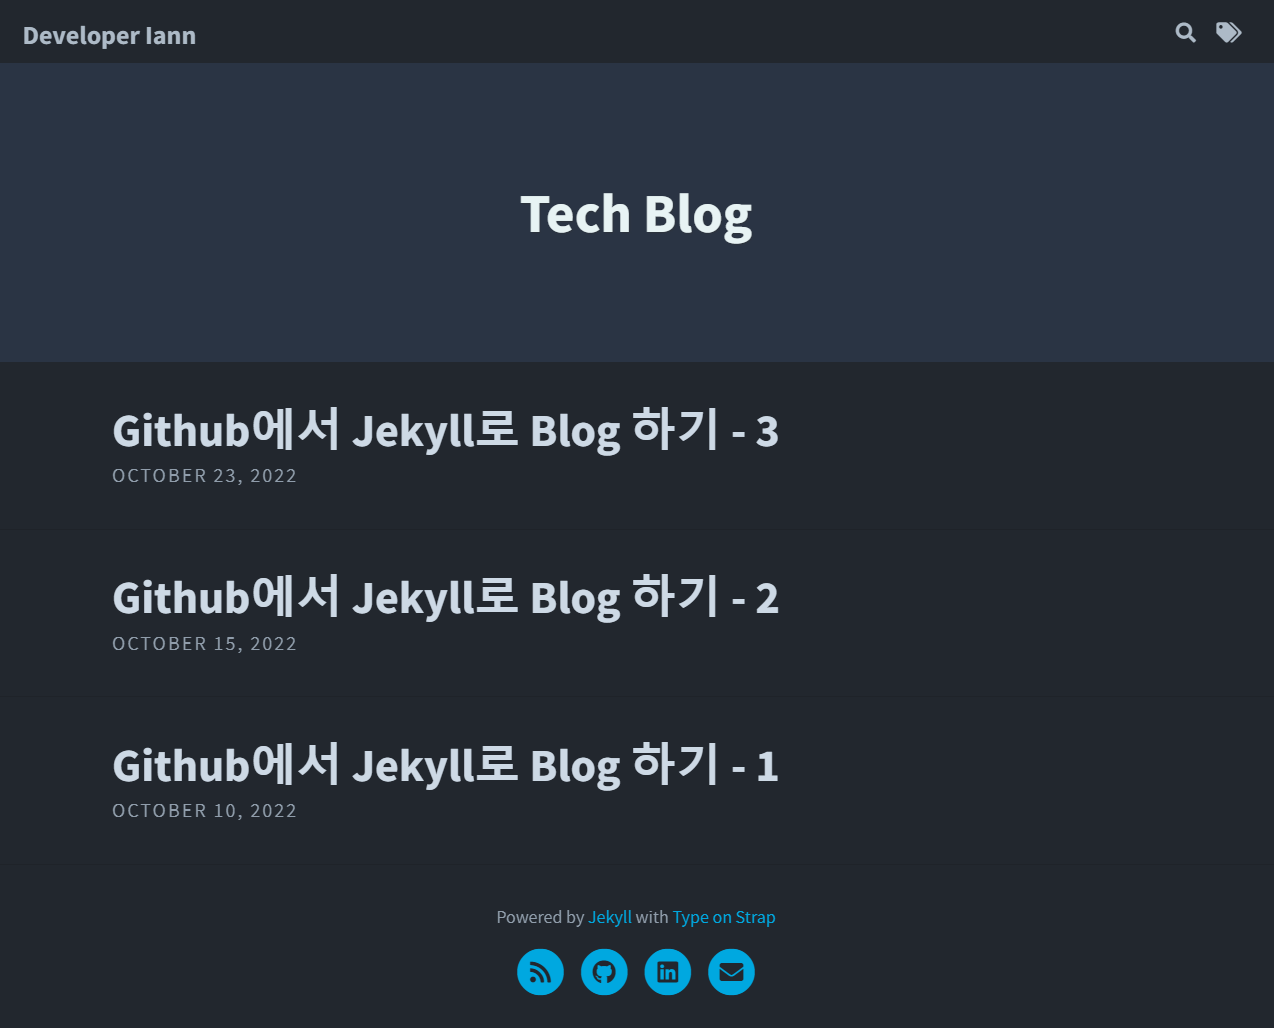 Developer Iann
Tech Blog
Github에서 Jekyll로 Blog 하기 - 3
OCTOBER 23, 2022
Github에서 Jekyll로 Blog 하기 - 2
OCTOBER 15, 2022
Github에서 Jekyll로 Blog 하기 - 1
OCTOBER 10, 2022
Powered by Jekyll with Type on Strap